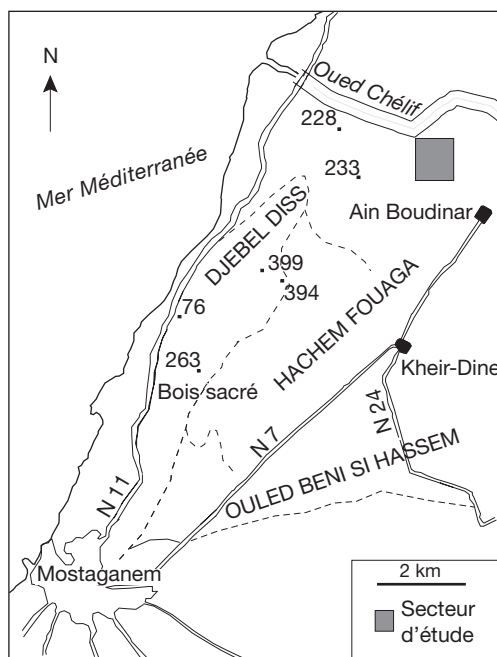 N
Oued Chélif
228
Mer Méditerranée
233
Ain Boudinar
DJEBEL DISS
399
394
HACHEM FOUAGA
76
263
Bois sacré
Kheir-Dine
N 24
N 7
N 11
OULED BENI SI HASSEM
Mostaganem
2 km
Secteur
d'étude